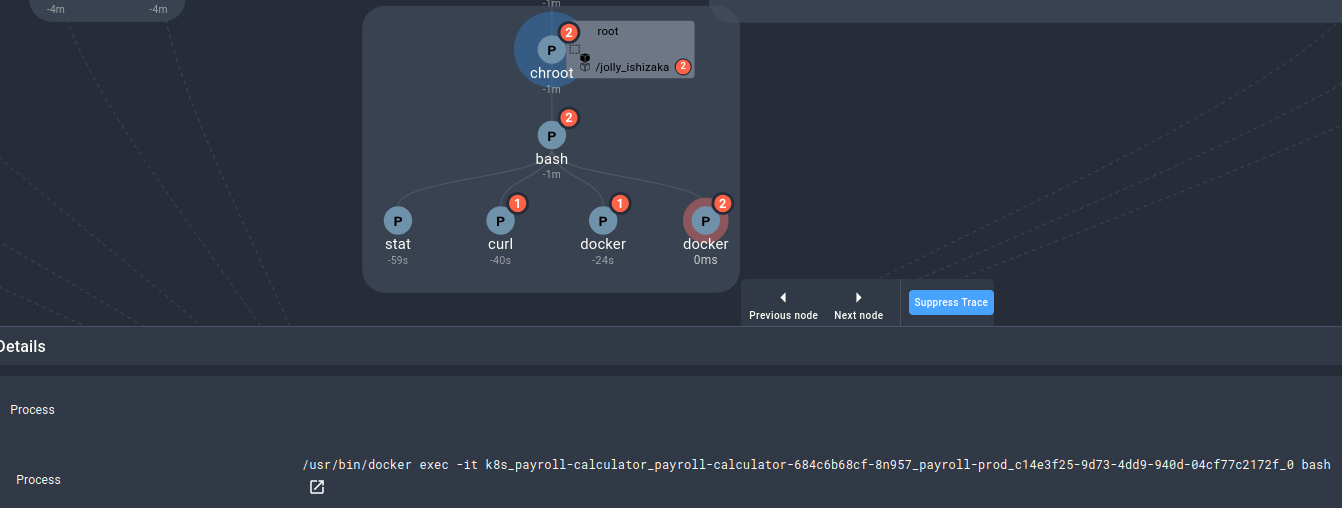 -4m
-4m
-1m
2
root
P
/jolly_ishizaka
2
chroot
-1m
2
P
bash
-1m
P
1
P
1
P
2
P
stat
curl
docker
docker
-59s
-40s
-24s
0ms
Previous node
Next node
Suppress Trace
Details
Process
Process
/usr/bin/docker exec -it k8s_payroll-calculator_payroll-calculator-684c6b68cf-8n957_payroll-prod_c14e3f25-9d73-4dd9-940d-04cf77c2172f_0 bash